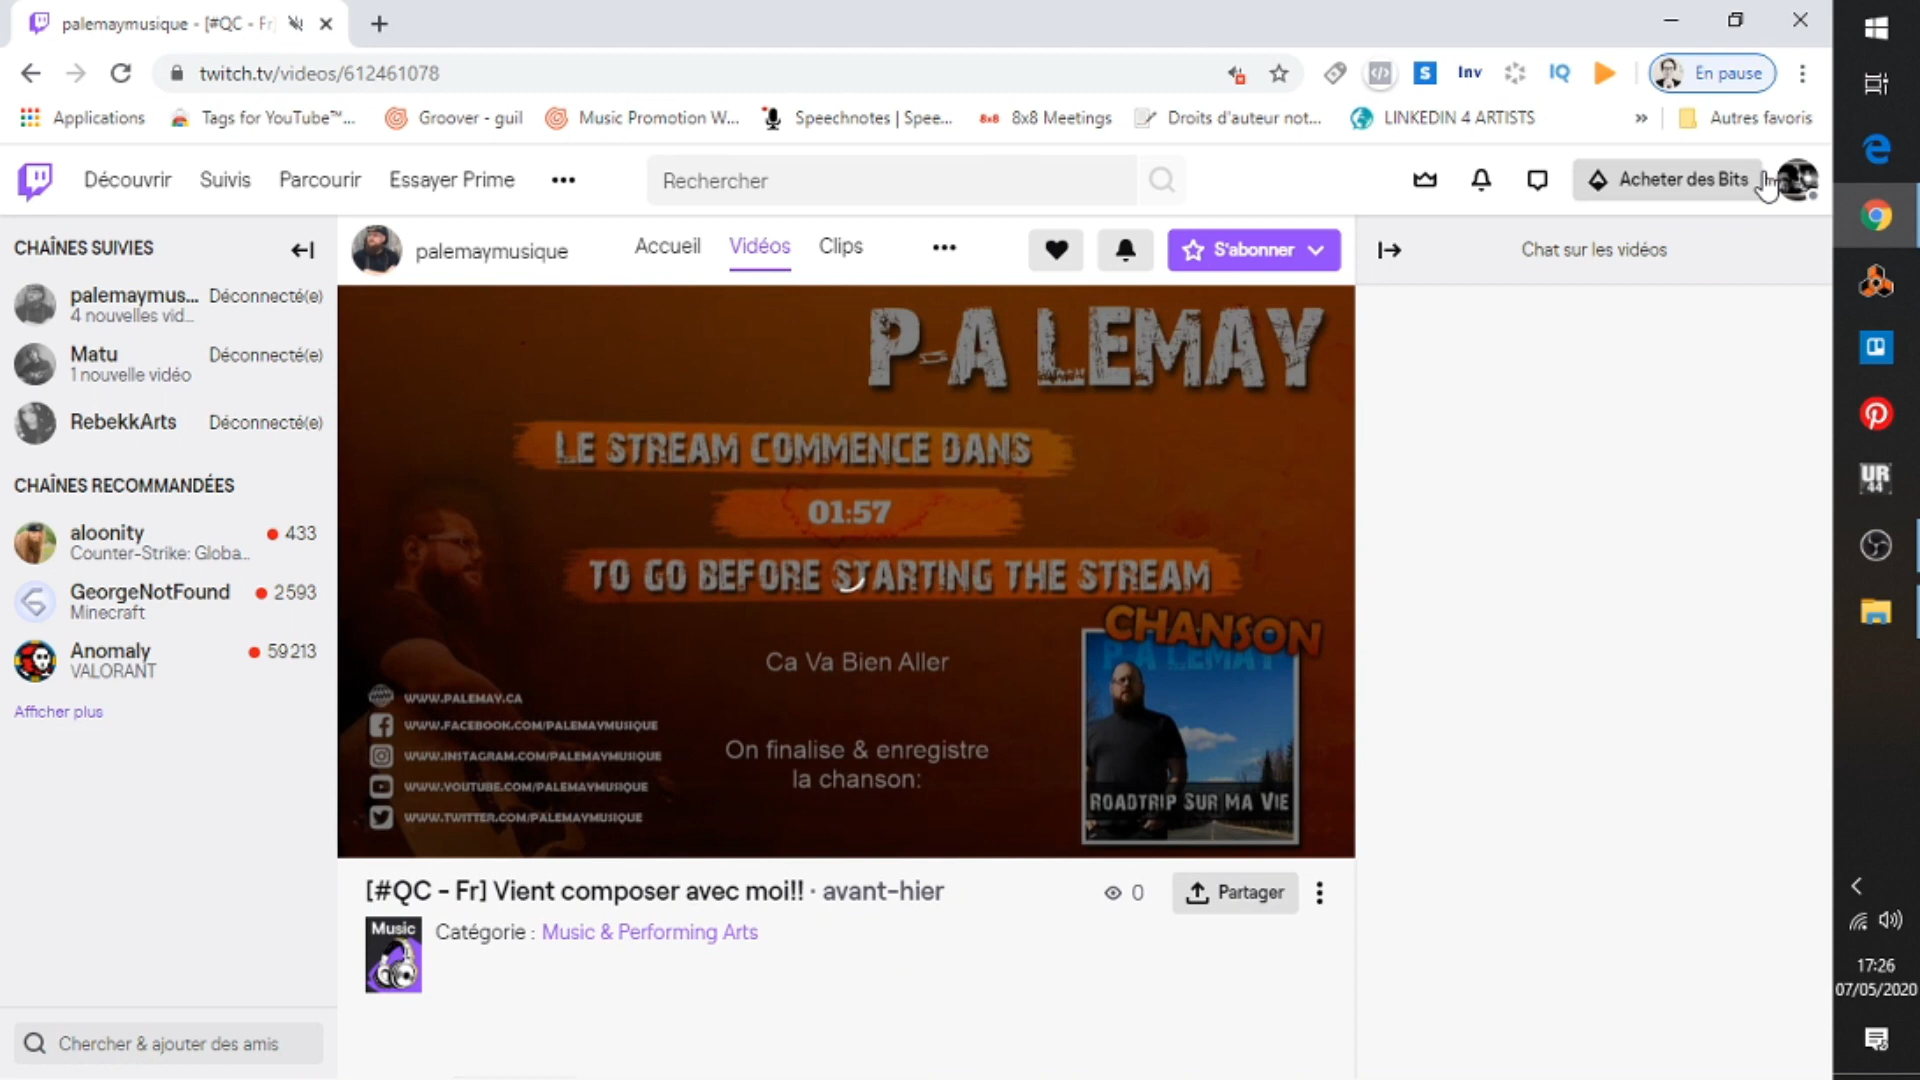 palemaymusique - [#QC - Fr]
twitch.tv/videos/612461078
Inv
IQ
En pause
Applications
Tags for YouTube™...
Groover - guil
Music Promotion W...
Speechnotes | Spee...
8x8 Meetings
Droits d'auteur not...
LINKEDIN 4 ARTISTS
»
Autres favoris
Découvrir
Suivis
Parcourir
Essayer Prime
Rechercher
Acheter des Bits
CHAÎNES SUIVIES
palemaymusique
Accueil
Vidéos
Clips
S'abonner
Chat sur les vidéos
palemaymus... Déconnecté(e)
4 nouvelles vid...
Matu Déconnecté(e)
1 nouvelle vidéo
RebekkArts Déconnecté(e)
CHAÎNES RECOMMANDÉES
aloonity 433
Counter-Strike: Globa...
GeorgeNotFound 2 593
Minecraft
Anomaly 59 213
VALORANT
Afficher plus
Chercher & ajouter des amis
P-A LEMAY
LE STREAM COMMENCE DANS
01:57
TO GO BEFORE STARTING THE STREAM
CHANSON
P-A LEMAY
Ca Va Bien Aller
On finalise & enregistre
la chanson:
WWW.PALEMAY.CA
WWW.FACEBOOK.COM/PALEMAYMUSIQUE
WWW.INSTAGRAM.COM/PALEMAYMUSIQUE
WWW.YOUTUBE.COM/PALEMAYMUSIQUE
WWW.TWITTER.COM/PALEMAYMUSIQUE
ROADTRIP SUR MA VIE
[#QC - Fr] Vient composer avec moi!! · avant-hier
0
Partager
Music
Catégorie : Music & Performing Arts
UR
44
17:26
07/05/2020